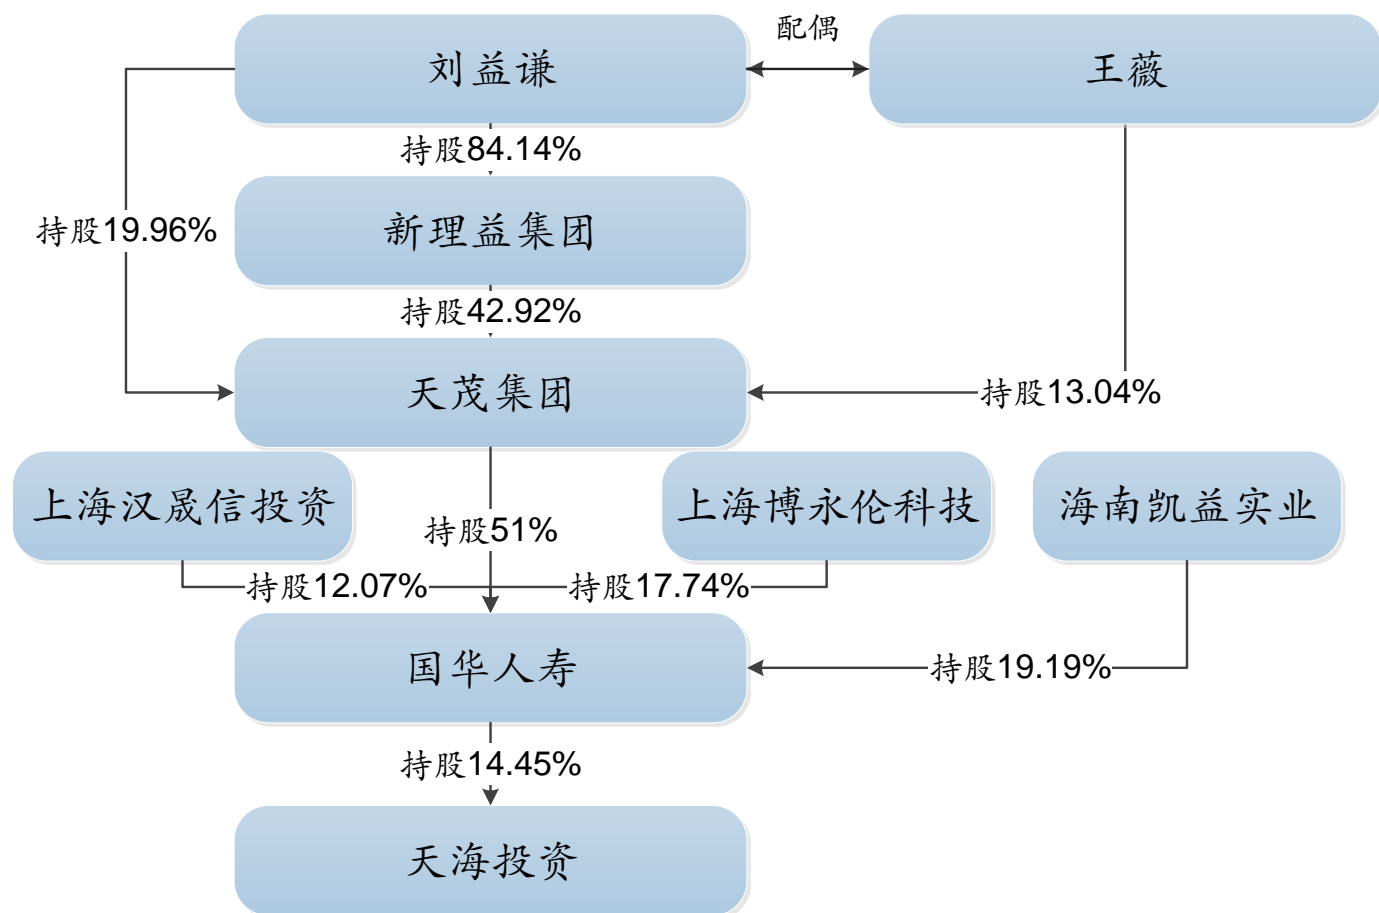 配偶
刘益谦
王薇
持股84.14%
持股19.96%
新理益集团
持股42.92%
天茂集团
持股13.04%
上海汉晟信投资
上海博永伦科技
海南凯益实业
持股51%
持股12.07%
持股17.74%
国华人寿
持股19.19%
持股14.45%
天海投资